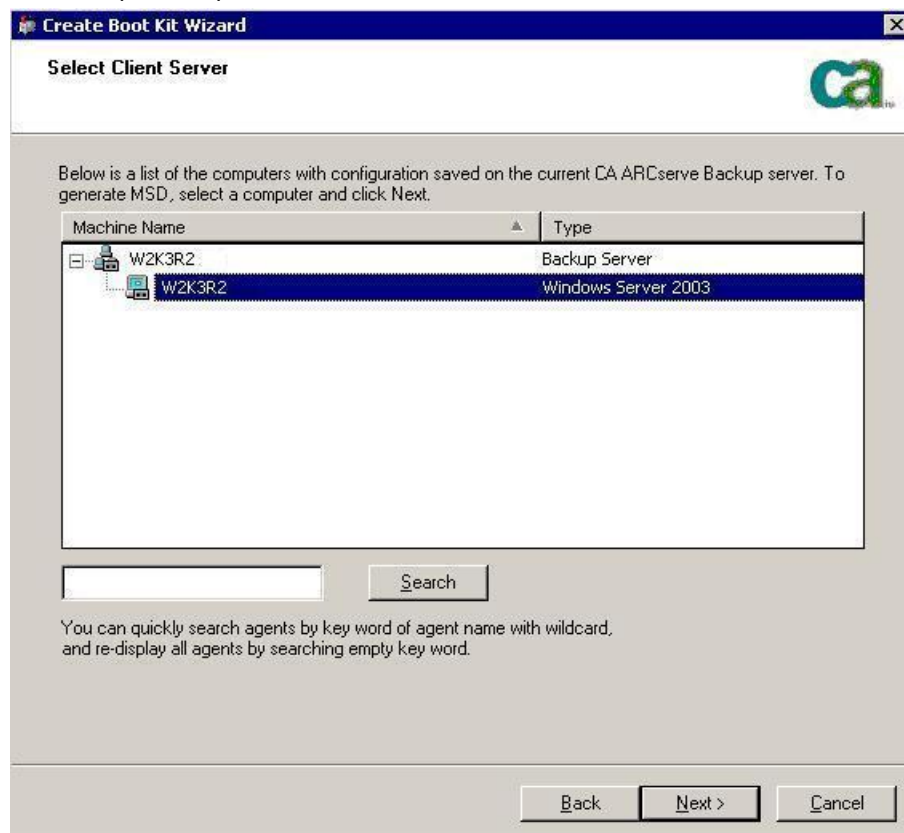 Create Boot Kit Wizard
Select Client Server
ca
Below is a list of the computers with configuration saved on the current CA ARCserve Backup server. To
generate MSD, select a computer and click Next.
Machine Name Type
W2K3R2 Backup Server
W2K3R2 Windows Server 2003
Search
You can quickly search agents by key word of agent name with wildcard,
and re-display all agents by searching empty key word.
Back Next > Cancel